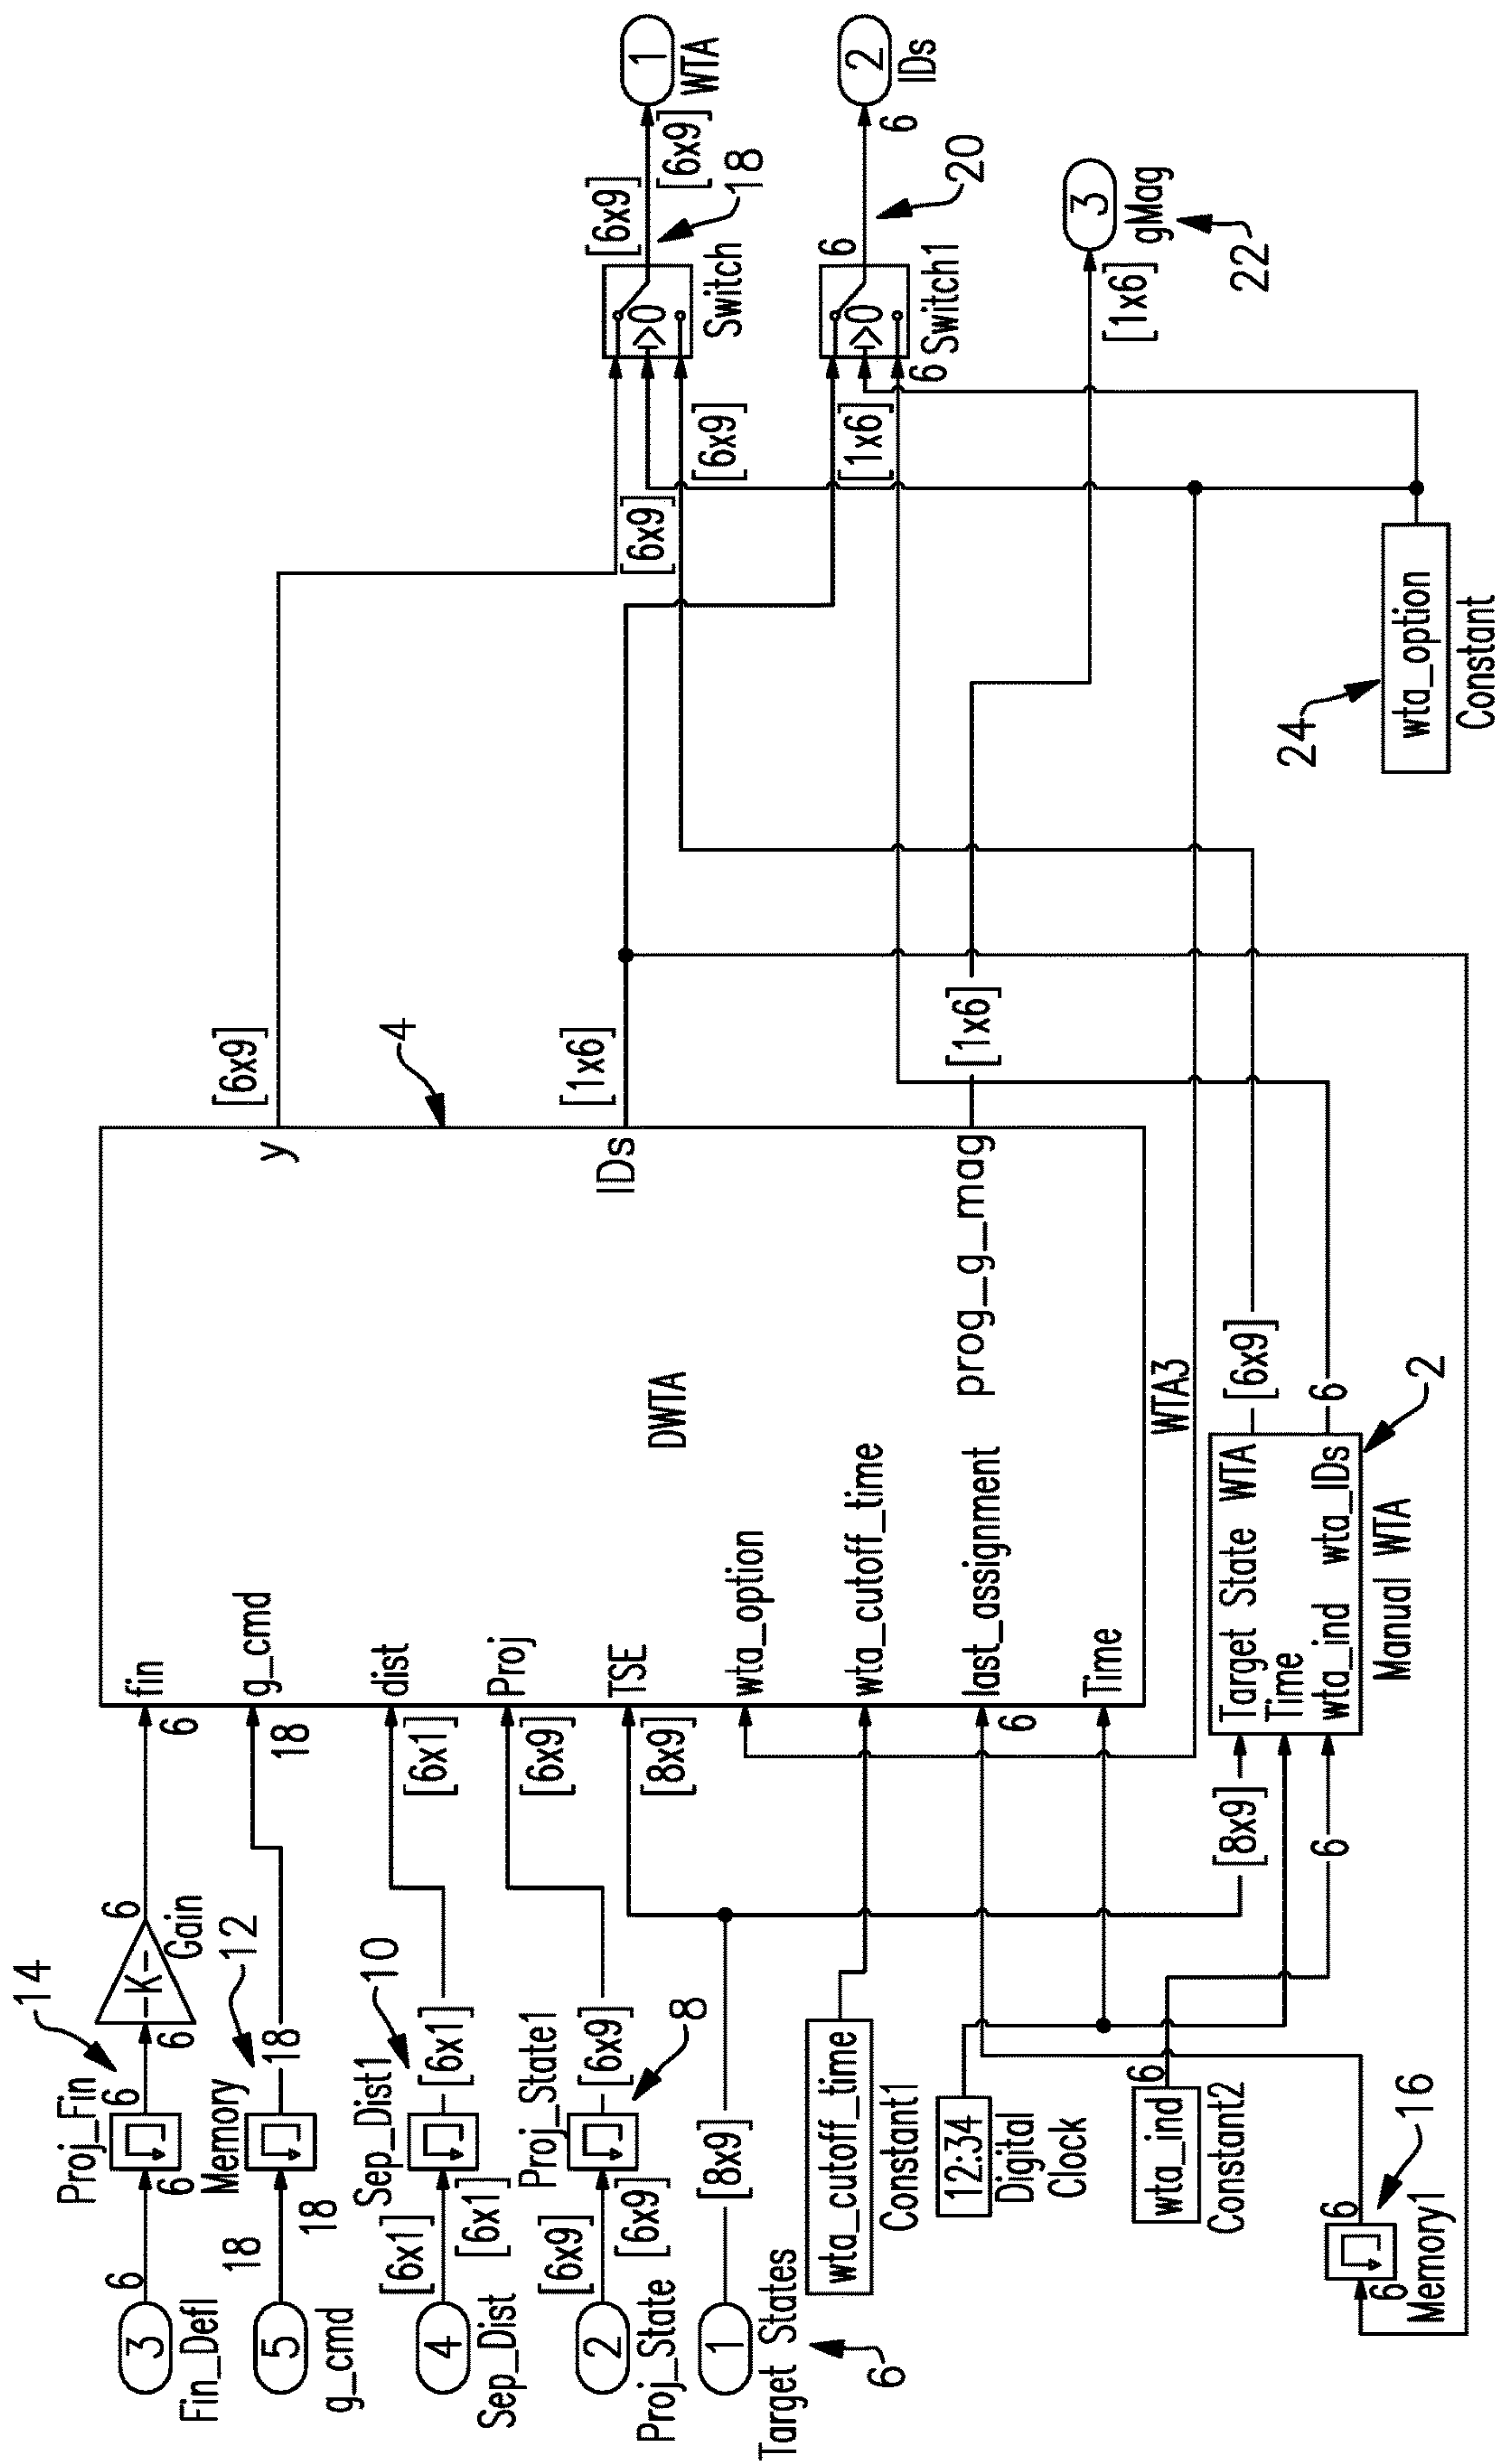 3
Fin_Defl
6
6
Proj_Fin
6
14
6
-K-
Gain
6
6
fin
5
g_cmd
18
18
Memory
18
12
18
g_cmd
4
Sep_Dist
[6x1]
[6x1]
Sep_Dist1
[6x1]
10
[6x1]
dist
2
Proj_State
[6x9]
[6x9]
Proj_State1
[6x9]
8
[6x9]
Proj
1
Target States
6
[8x9]
[8x9]
TSE
wta_option
wta_cutoff_time
Constant1
wta_cutoff_time
last_assignment
6
12:34
Digital
Clock
Time
DWTA
WTA3
4
y
[6x9]
IDs
[1x6]
prog_g_mag
[1x6]
wta_ind
Constant2
6
6
[8x9]
Target State WTA
Time
wta_ind wta_IDs
Manual WTA
2
[6x9]
6
6
Memory1
6
16
[6x9]
[6x9]
>0
Switch
[6x9]
[6x9]
18
1
WTA
[1x6]
6
>0
Switch1
6
6
20
2
IDs
[1x6]
3
gMag
22
24
wta_option
Constant